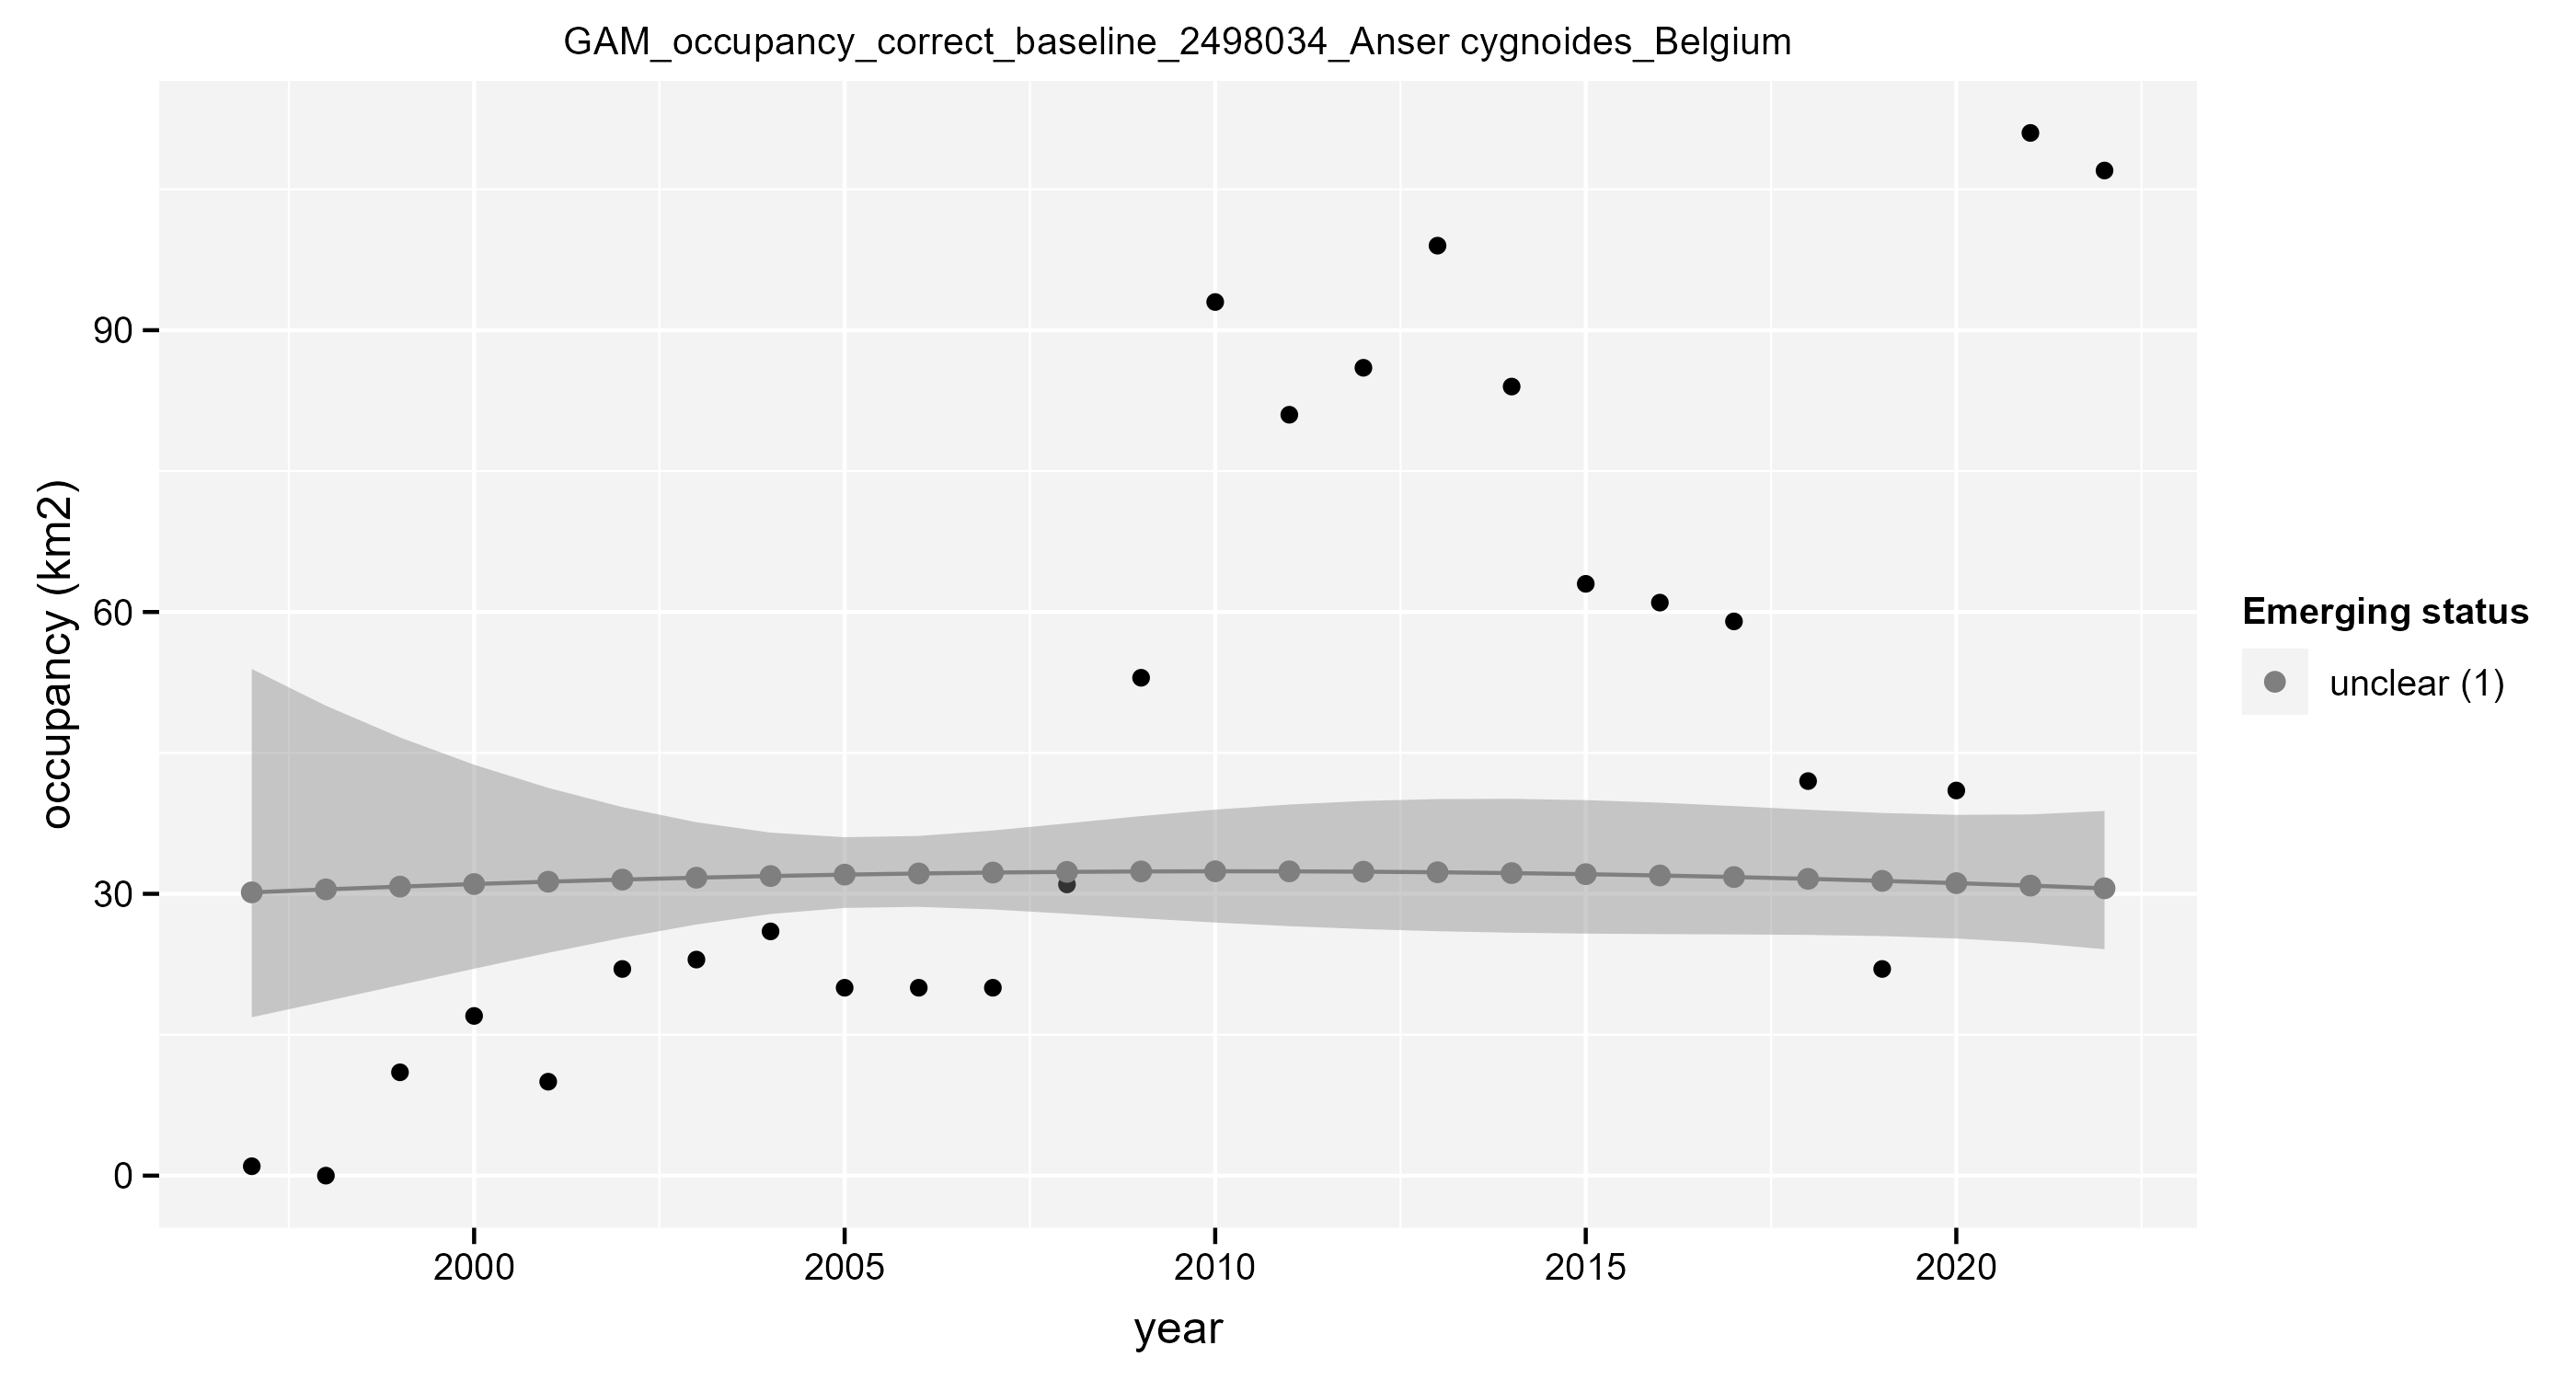 GAM_occupancy_correct_baseline_2498034_Anser cygnoides_Belgium
occupancy (km2)
90
60
30
0
2000 2005 2010 2015 2020
year
Emerging status
unclear (1)